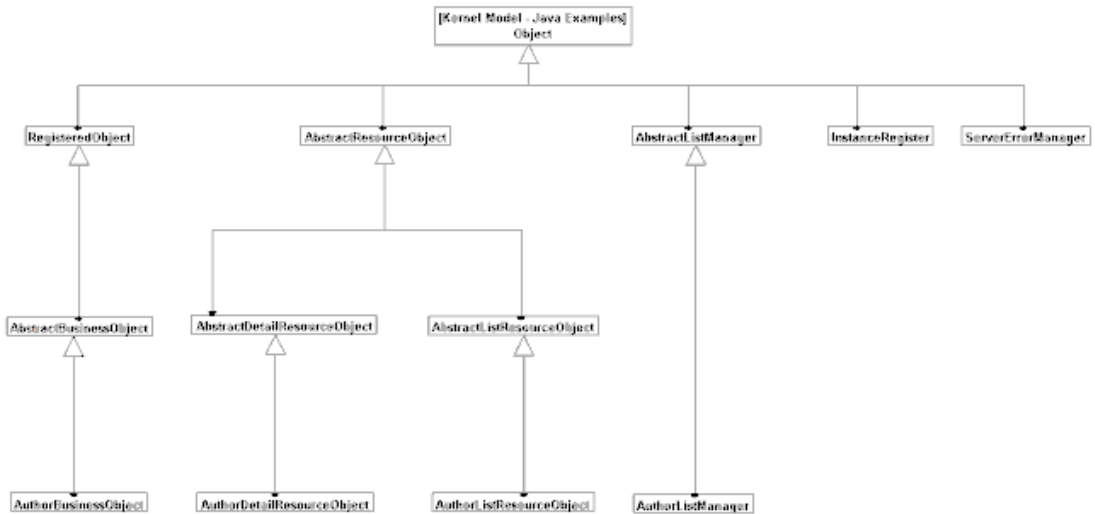 [Kernel Model - Java Examples]
Object
RegisteredObject
AbstractResourceObject
AbstractListManager
InstanceRegister
ServerErrorManager
AbstractBusinessObject
AbstractDetailResourceObject
AbstractListResourceObject
AuthorBusinessObject
AuthorDetailResourceObject
AuthorListResourceObject
AuthorListManager